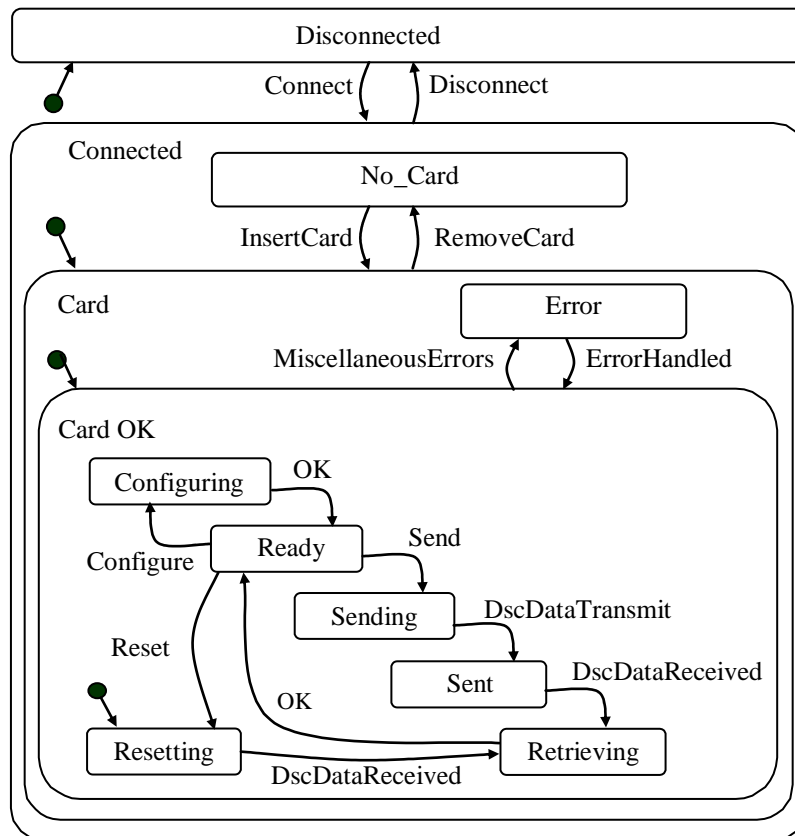 Disconnected
Connect
Disconnect
Connected
No_Card
InsertCard
RemoveCard
Card
Error
MiscellaneousErrors
ErrorHandled
Card OK
Configuring
OK
Configure
Ready
Send
Sending
DscDataTransmit
Reset
Sent
DscDataReceived
OK
Resetting
DscDataReceived
Retrieving